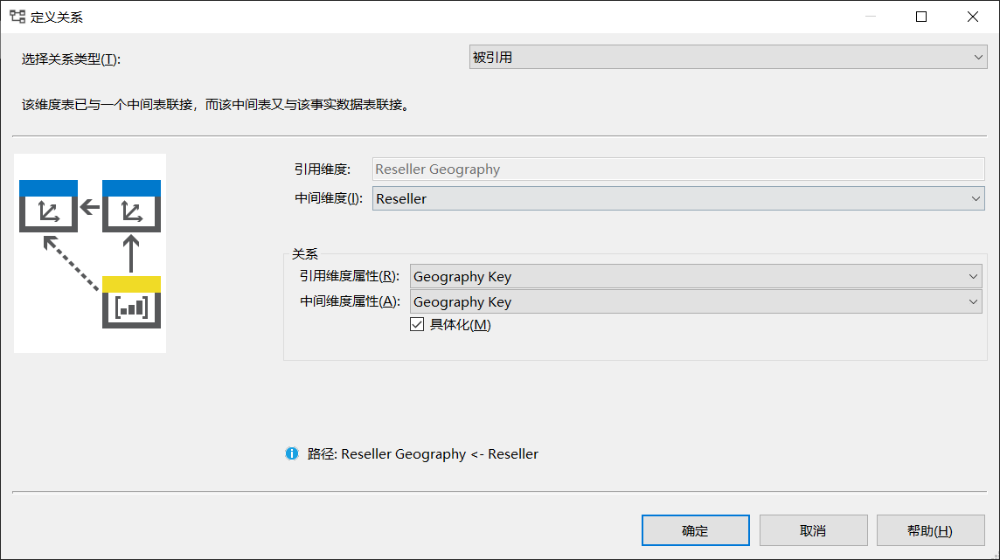 定义关系
选择关系类型(T): 被引用
该维度表已与一个中间表联接，而该中间表又与该事实数据表联接。
引用维度: Reseller Geography
中间维度(I): Reseller
关系
引用维度属性(R): Geography Key
中间维度属性(A): Geography Key
具体化(M)
路径: Reseller Geography <- Reseller
确定 取消 帮助(H)